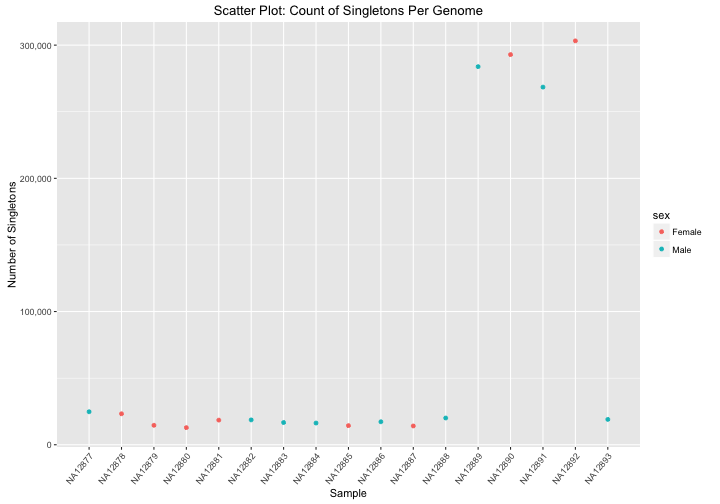 Scatter Plot: Count of Singletons Per Genome
300,000
200,000
100,000
0
Number of Singletons
NA12877
NA12878
NA12879
NA12880
NA12881
NA12882
NA12883
NA12884
NA12885
NA12886
NA12887
NA12888
NA12889
NA12890
NA12891
NA12892
NA12893
Sample
sex
Female
Male